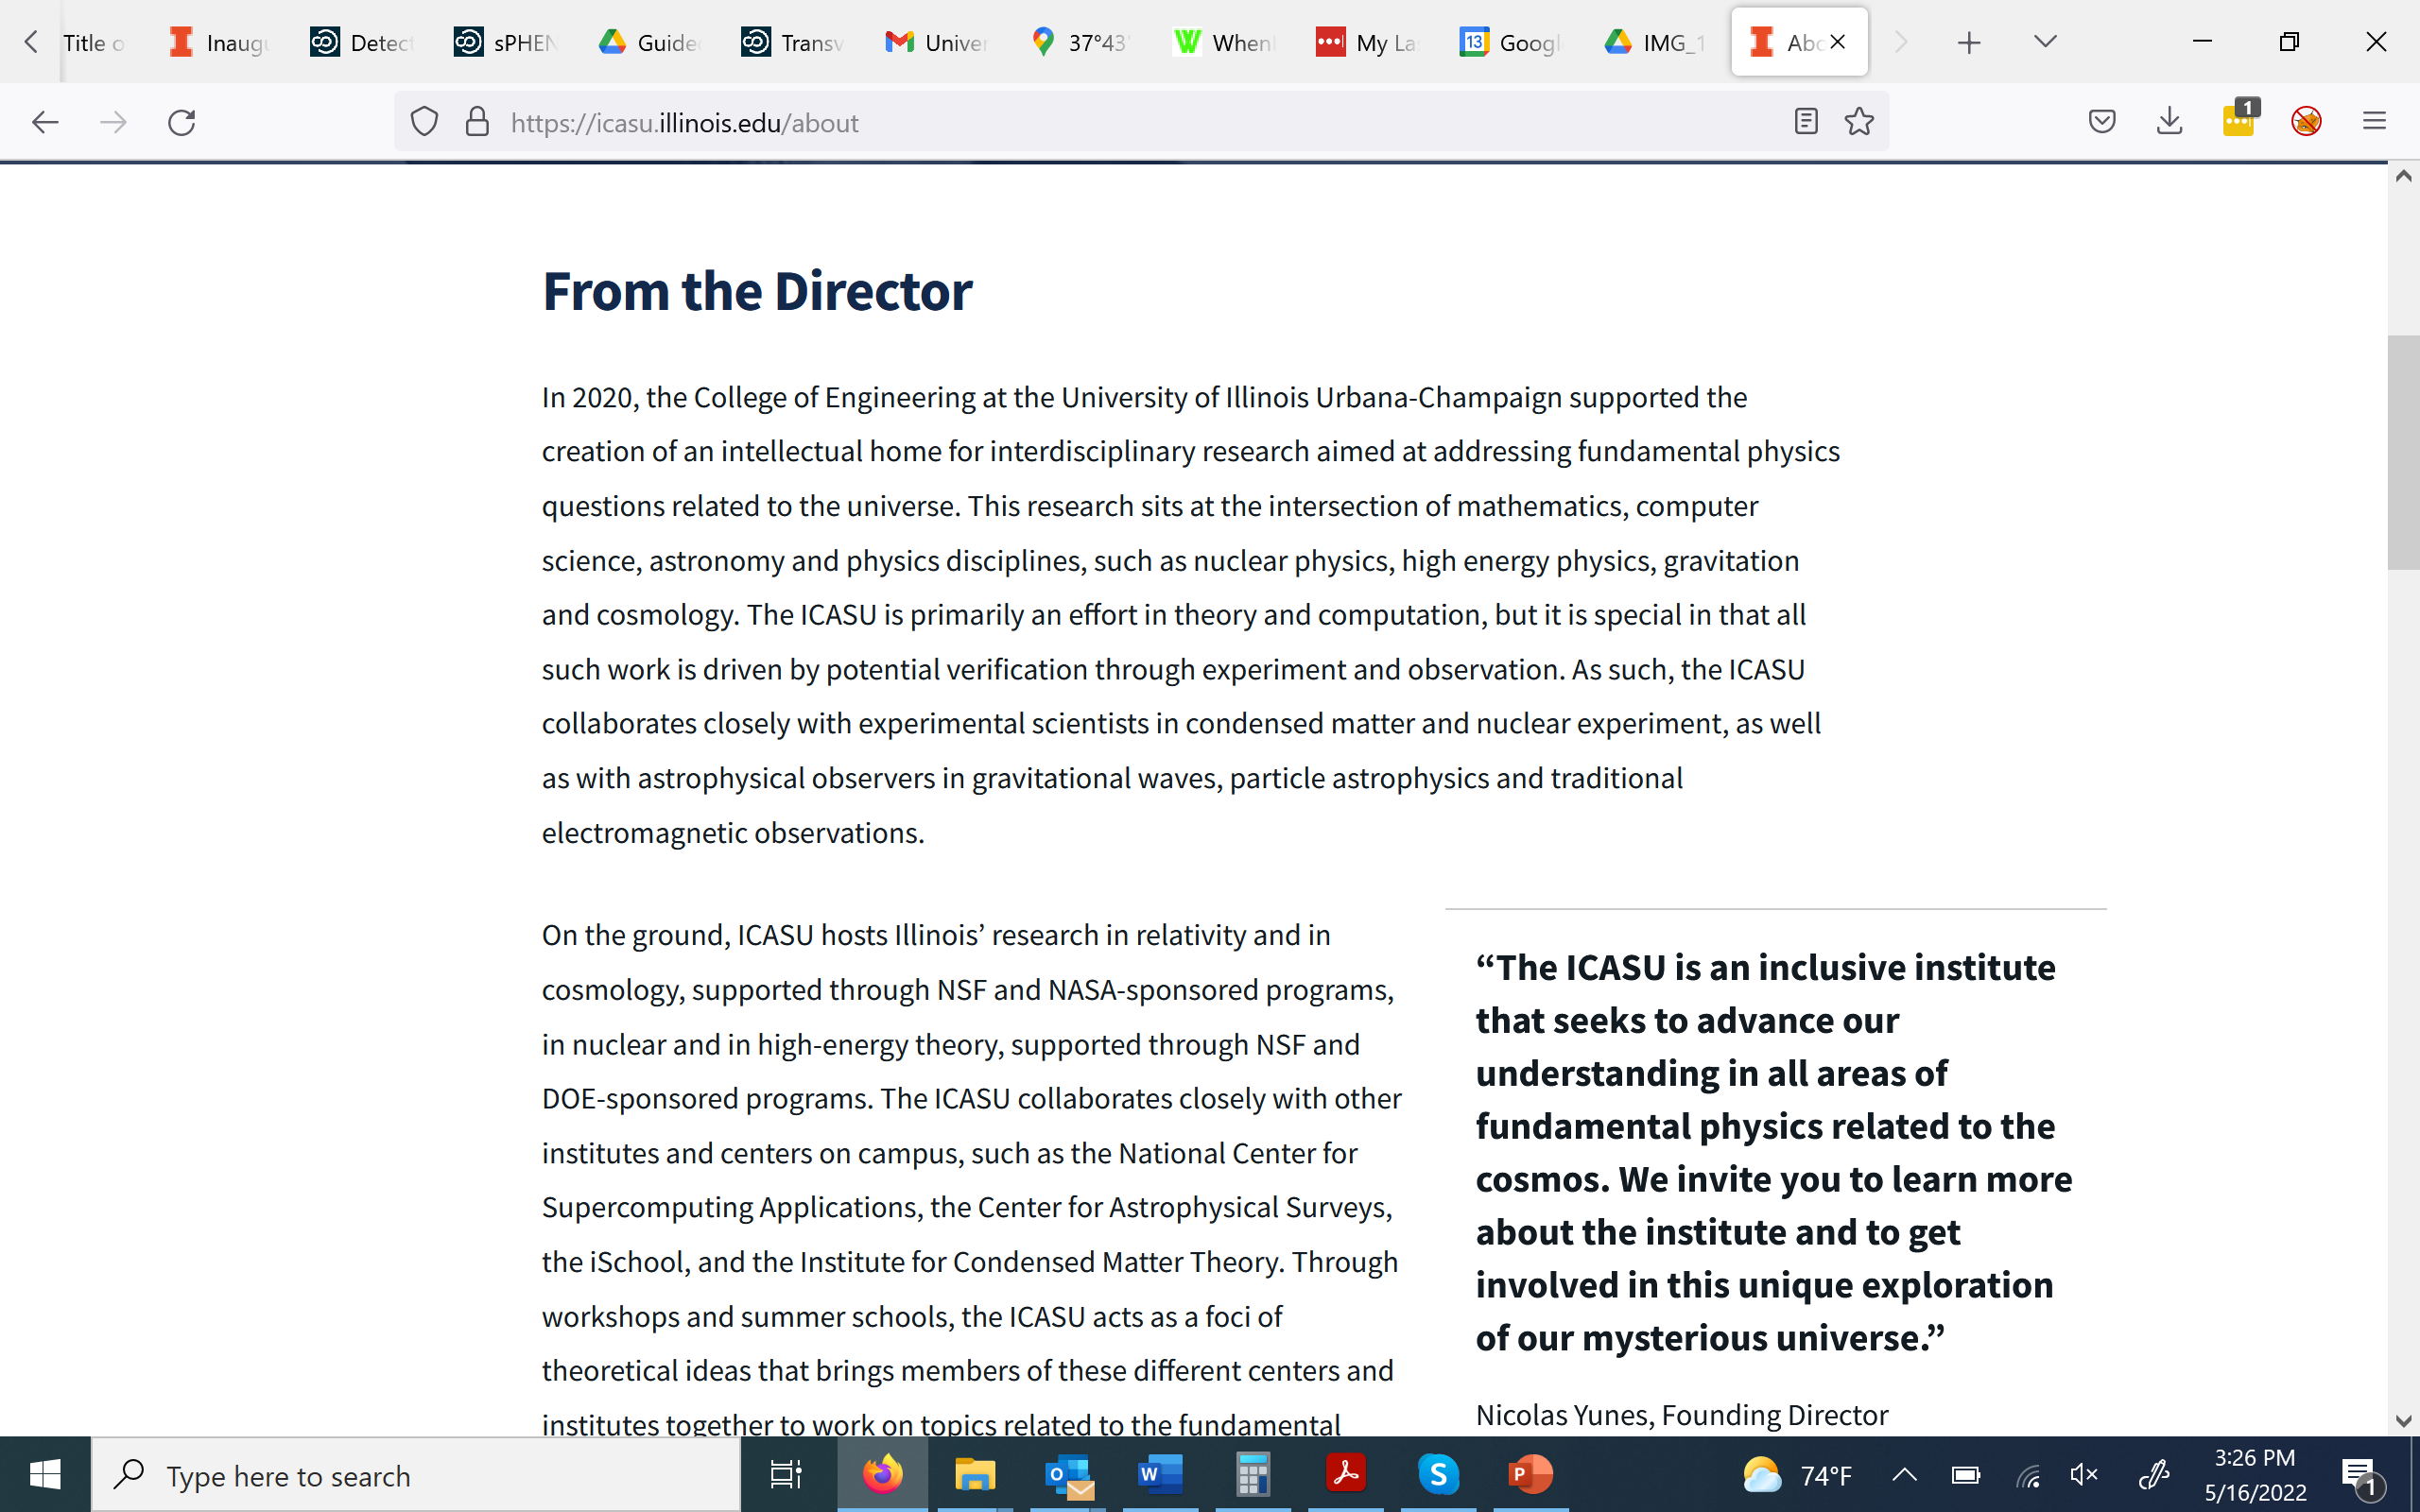 Title o
Inaugu
Detect
sPHEN
Guide
Transv
Univer
37°43'
When
My La
13
Googl
IMG_1
Abo
https://icasu.illinois.edu/about
1
From the Director
In 2020, the College of Engineering at the University of Illinois Urbana-Champaign supported the
creation of an intellectual home for interdisciplinary research aimed at addressing fundamental physics
questions related to the universe. This research sits at the intersection of mathematics, computer
science, astronomy and physics disciplines, such as nuclear physics, high energy physics, gravitation
and cosmology. The ICASU is primarily an effort in theory and computation, but it is special in that all
such work is driven by potential verification through experiment and observation. As such, the ICASU
collaborates closely with experimental scientists in condensed matter and nuclear experiment, as well
as with astrophysical observers in gravitational waves, particle astrophysics and traditional
electromagnetic observations.
On the ground, ICASU hosts Illinois’ research in relativity and in
cosmology, supported through NSF and NASA-sponsored programs,
in nuclear and in high-energy theory, supported through NSF and
DOE-sponsored programs. The ICASU collaborates closely with other
institutes and centers on campus, such as the National Center for
Supercomputing Applications, the Center for Astrophysical Surveys,
the iSchool, and the Institute for Condensed Matter Theory. Through
workshops and summer schools, the ICASU acts as a foci of
theoretical ideas that brings members of these different centers and
institutes together to work on topics related to the fundamental
“The ICASU is an inclusive institute
that seeks to advance our
understanding in all areas of
fundamental physics related to the
cosmos. We invite you to learn more
about the institute and to get
involved in this unique exploration
of our mysterious universe.”
Nicolas Yunes, Founding Director
Type here to search
74°F
3:26 PM
5/16/2022
1